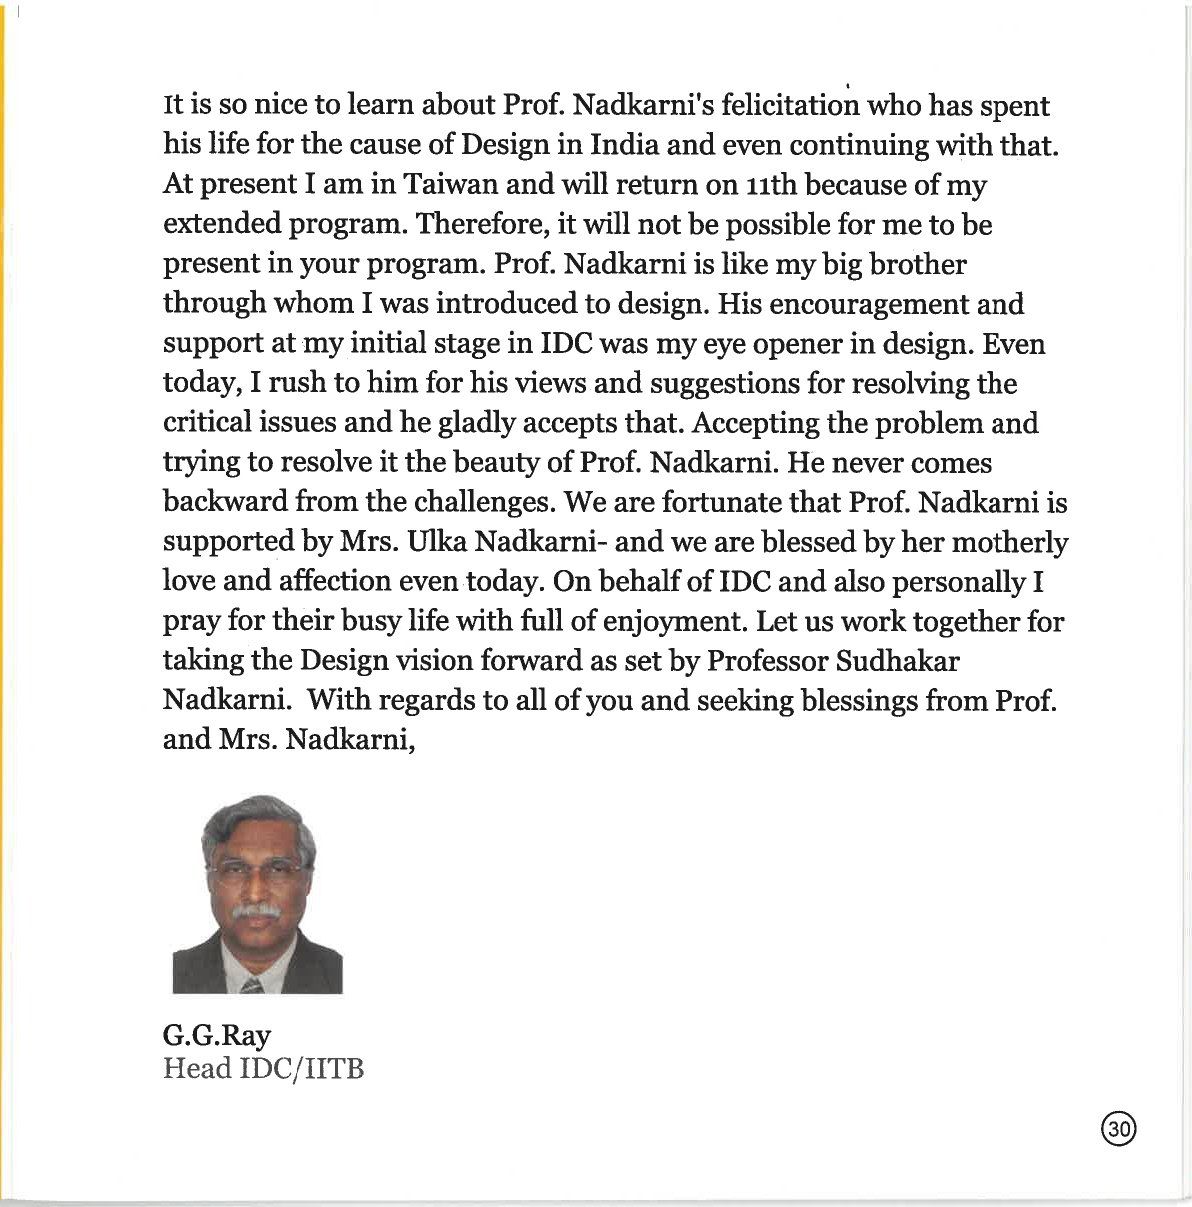 It is so nice to learn about Prof. Nadkarni's felicitation who has spent
his life for the cause of Design in India and even continuing with that.
At present I am in Taiwan and will return on 11th because of my
extended program. Therefore, it will not be possible for me to be
present in your program. Prof. Nadkarni is like my big brother
through whom I was introduced to design. His encouragement and
support at my initial stage in IDC was my eye opener in design. Even
today, I rush to him for his views and suggestions for resolving the
critical issues and he gladly accepts that. Accepting the problem and
trying to resolve it the beauty of Prof. Nadkarni. He never comes
backward from the challenges. We are fortunate that Prof. Nadkarni is
supported by Mrs. Ulka Nadkarni- and we are blessed by her motherly
love and affection even today. On behalf of IDC and also personally I
pray for their busy life with full of enjoyment. Let us work together for
taking the Design vision forward as set by Professor Sudhakar
Nadkarni.  With regards to all of you and seeking blessings from Prof.
and Mrs. Nadkarni,
G.G.Ray
Head IDC/IITB
30